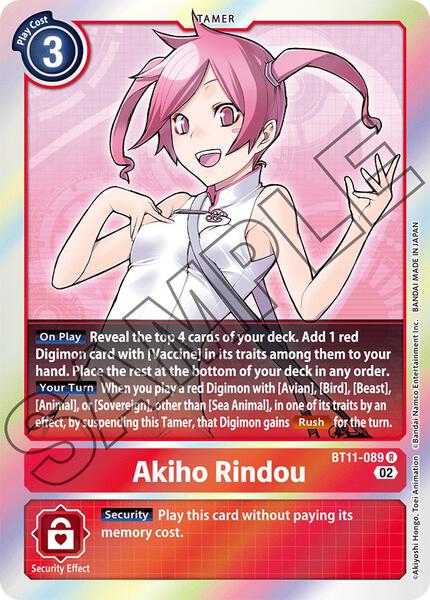 Play Cost
3
TAMER
SAMPLE
On Play Reveal the top 4 cards of your deck. Add 1 red
Digimon card with [Vaccine] in its traits among them to your
hand. Place the rest at the bottom of your deck in any order.
Your Turn When you play a red Digimon with [Avian], [Bird], [Beast],
[Animal], or [Sovereign], other than [Sea Animal], in one of its traits by an
effect, by suspending this Tamer, that Digimon gains Rush for the turn.
©Akiyoshi Hongo, Toei Animation ©Bandai Namco Entertainment Inc. BANDAI MADE IN JAPAN
Akiho Rindou
BT11-089 R
02
Security Play this card without paying its
memory cost.
Security Effect
©Akiyoshi Hongo, Toei Animation